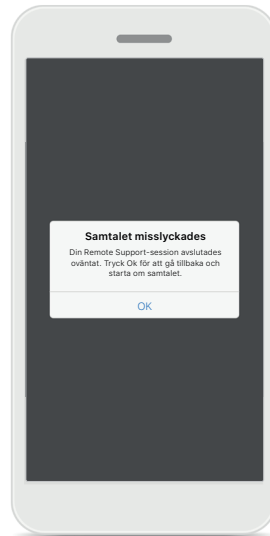 Samtalet misslyckades
Din Remote Support-session avslutades
oväntat. Tryck Ok för att gå tillbaka och
starta om samtalet.
OK